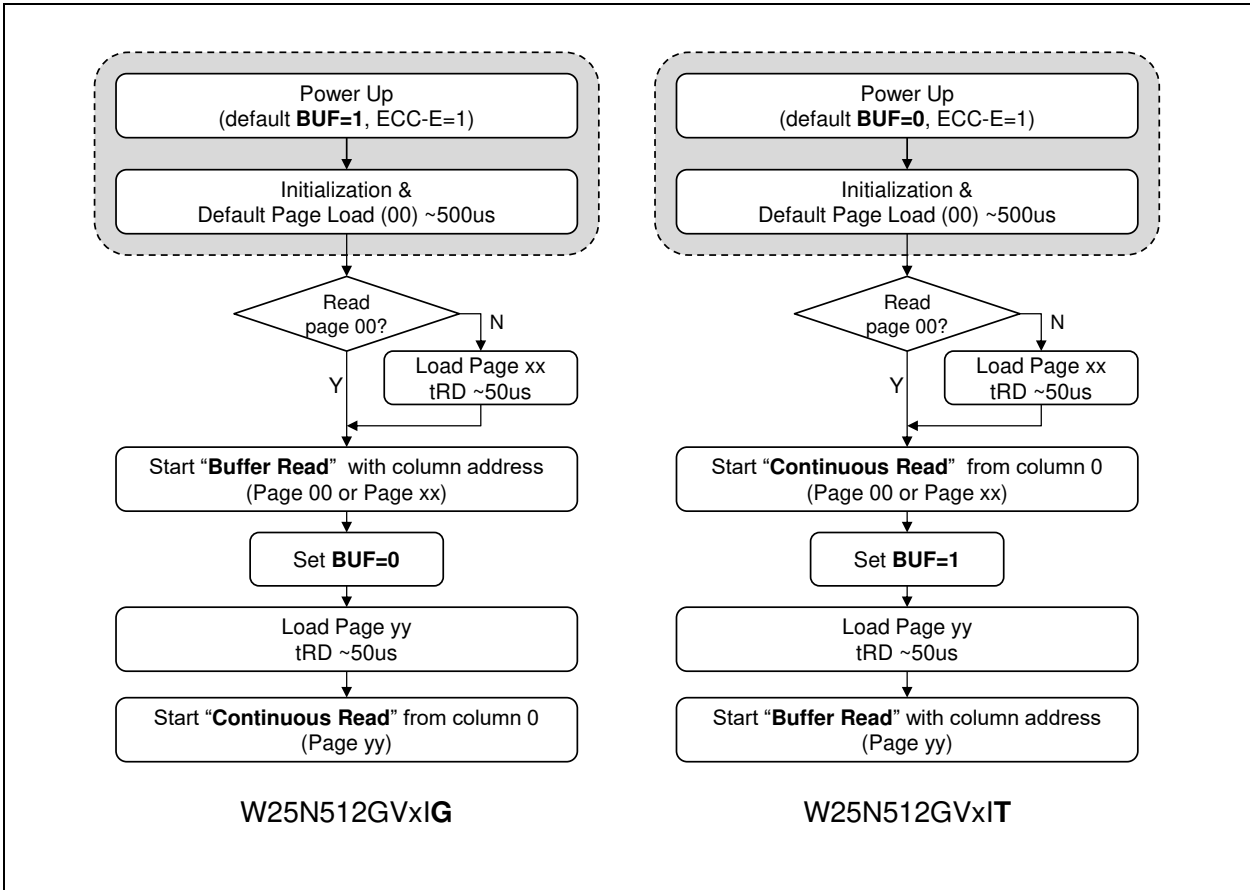 Power Up
(default BUF=1, ECC-E=1)
Initialization &
Default Page Load (00) ~500us
Read
page 00?
N
Load Page xx
tRD ~50us
Y
Start “Buffer Read” with column address
(Page 00 or Page xx)
Set BUF=0
Load Page yy
tRD ~50us
Start “Continuous Read” from column 0
(Page yy)
W25N512GVxIG
Power Up
(default BUF=0, ECC-E=1)
Initialization &
Default Page Load (00) ~500us
Read
page 00?
N
Load Page xx
tRD ~50us
Y
Start “Continuous Read” from column 0
(Page 00 or Page xx)
Set BUF=1
Load Page yy
tRD ~50us
Start “Buffer Read” with column address
(Page yy)
W25N512GVxIT